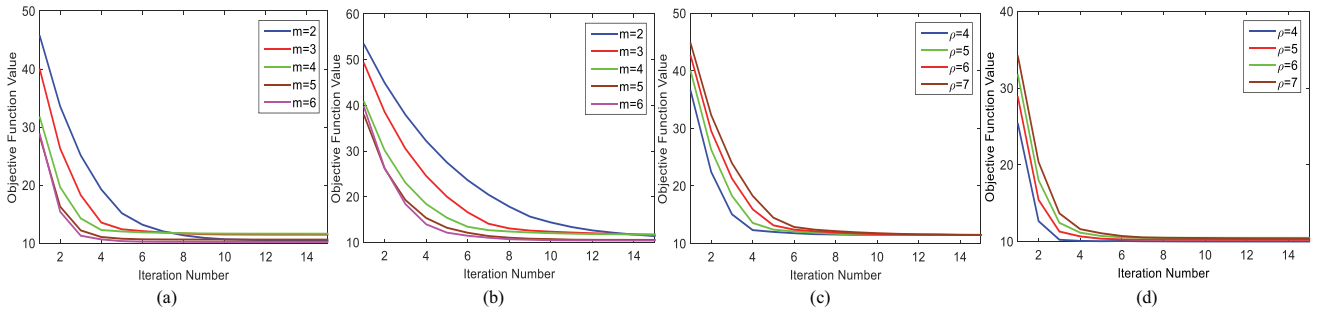 50
40
30
20
10
2 4 6 8 10 12 14
Objective Function Value
Iteration Number
m=2
m=3
m=4
m=5
m=6
(a)
60
50
40
30
20
10
2 4 6 8 10 12 14
Objective Function Value
Iteration Number
m=2
m=3
m=4
m=5
m=6
(b)
50
40
30
20
10
2 4 6 8 10 12 14
Objective Function Value
Iteration Number
ρ=4
ρ=5
ρ=6
ρ=7
(c)
40
30
20
10
2 4 6 8 10 12 14
Objective Function Value
Iteration Number
ρ=4
ρ=5
ρ=6
ρ=7
(d)